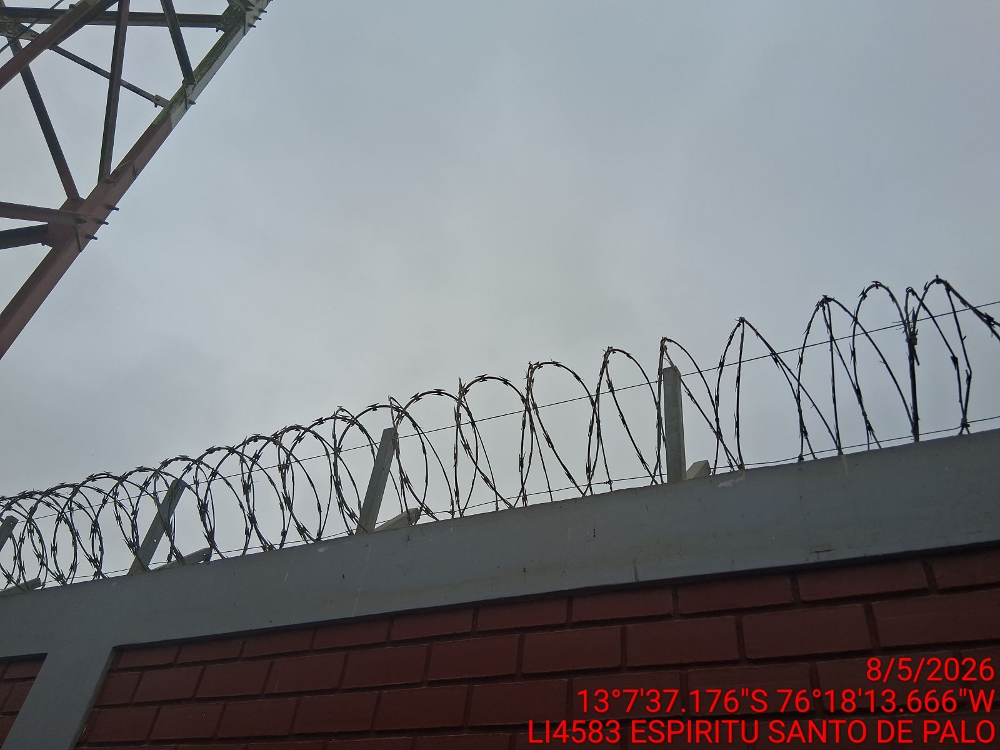 8/5/2026
13°7'37.176"S 76°18'13.666"W
LI4583 ESPIRITU SANTO DE PALO